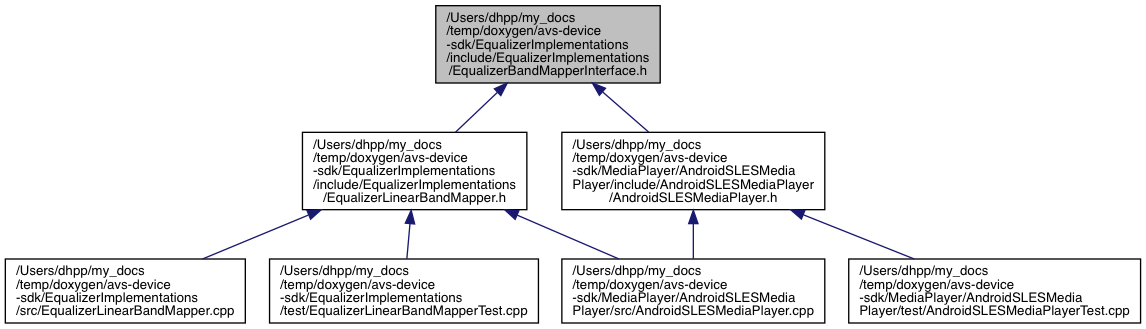 /Users/dhpp/my_docs
/temp/doxygen/avs-device
-sdk/EqualizerImplementations
/include/EqualizerImplementations
/EqualizerBandMapperInterface.h
/Users/dhpp/my_docs
/temp/doxygen/avs-device
-sdk/EqualizerImplementations
/include/EqualizerImplementations
/EqualizerLinearBandMapper.h
/Users/dhpp/my_docs
/temp/doxygen/avs-device
-sdk/MediaPlayer/AndroidSLESMedia
Player/include/AndroidSLESMediaPlayer
/AndroidSLESMediaPlayer.h
/Users/dhpp/my_docs
/temp/doxygen/avs-device
-sdk/EqualizerImplementations
/src/EqualizerLinearBandMapper.cpp
/Users/dhpp/my_docs
/temp/doxygen/avs-device
-sdk/EqualizerImplementations
/test/EqualizerLinearBandMapperTest.cpp
/Users/dhpp/my_docs
/temp/doxygen/avs-device
-sdk/MediaPlayer/AndroidSLESMedia
Player/src/AndroidSLESMediaPlayer.cpp
/Users/dhpp/my_docs
/temp/doxygen/avs-device
-sdk/MediaPlayer/AndroidSLESMedia
Player/test/AndroidSLESMediaPlayerTest.cpp